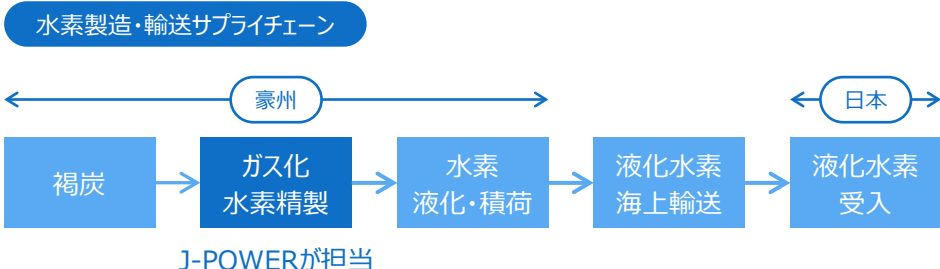 水素製造・輸送サプライチェーン
豪州
日本
褐炭
ガス化
水素精製
水素
液化・積荷
液化水素
海上輸送
液化水素
受入
J-POWERが担当